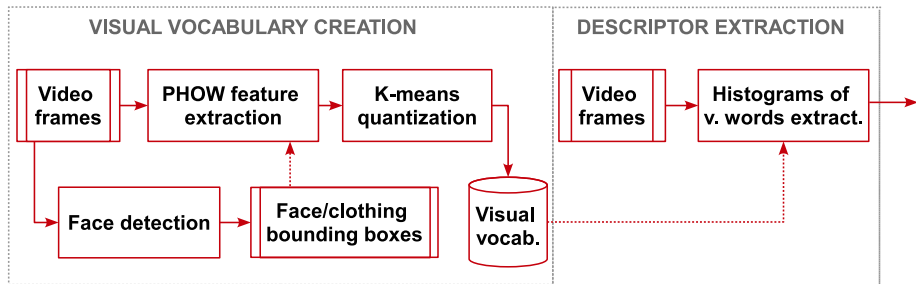 VISUAL VOCABULARY CREATION
DESCRIPTOR EXTRACTION
Video
frames
PHOW feature
extraction
K-means
quantization
Video
frames
Histograms of
v. words extract.
Face detection
Face/clothing
bounding boxes
Visual
vocab.